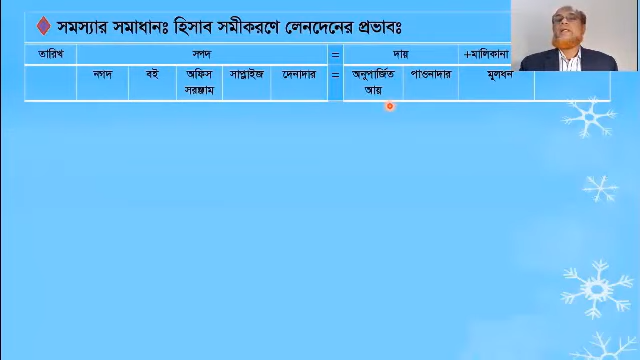 সমস্যার সমাধানঃ হিসাব সমীকরণে লেনদেনের প্রভাবঃ
তারিখ সম্পদ = দায় +মালিকানা
নগদ বই অফিস সরঞ্জাম সাপ্লাইজ দেনাদার = অনুপার্জিত আয় পাওনাদার মুলধন